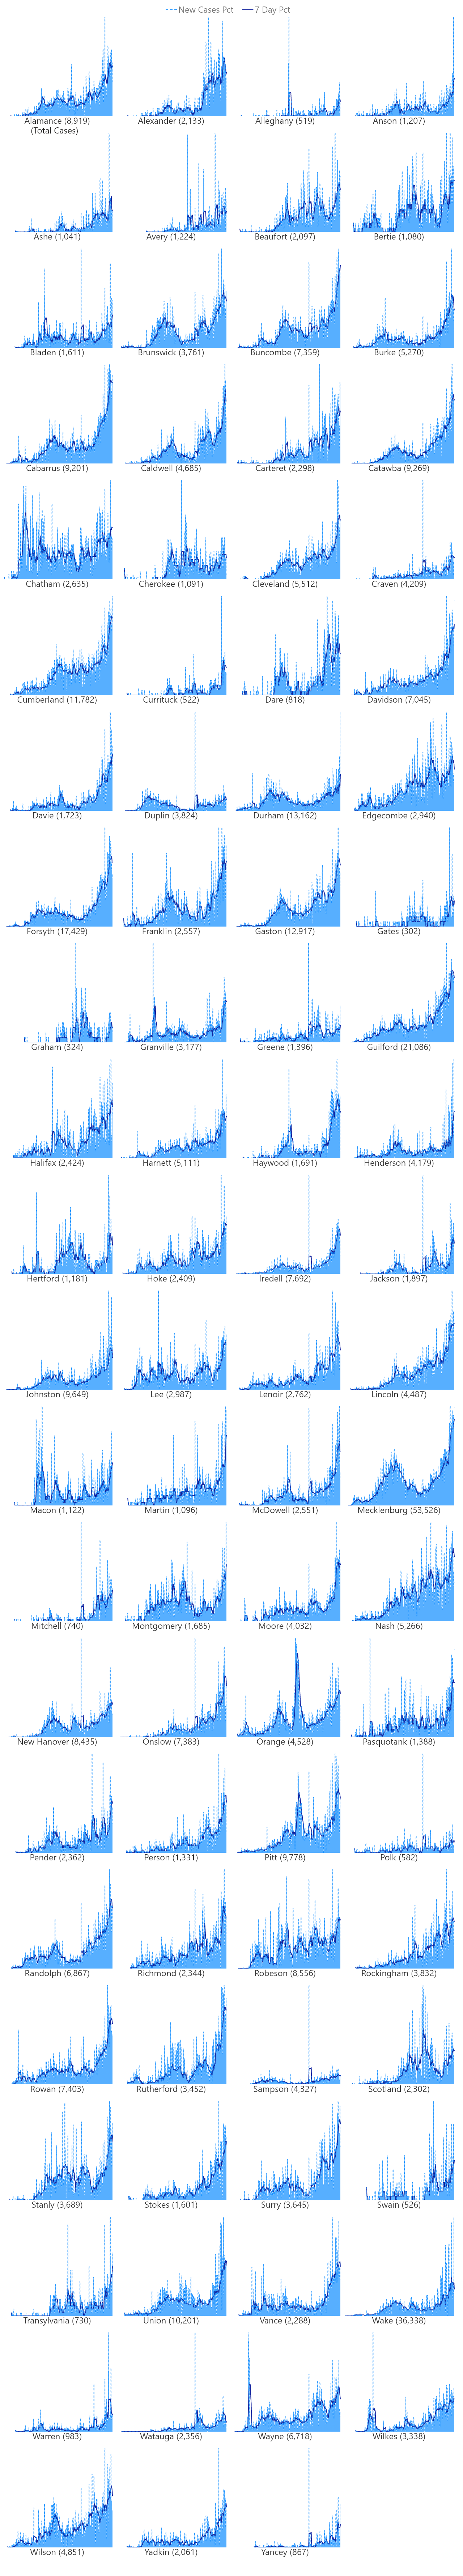 New Cases Pct 7 Day Pct
Alamance (8,919) Alexander (2,133) Alleghany (519) Anson (1,207)
(Total Cases)
Ashe (1,041) Avery (1,224) Beaufort (2,097) Bertie (1,080)
Bladen (1,611) Brunswick (3,761) Buncombe (7,359) Burke (5,270)
Cabarrus (9,201) Caldwell (4,685) Carteret (2,298) Catawba (9,269)
Chatham (2,635) Cherokee (1,091) Cleveland (5,512) Craven (4,209)
Cumberland (11,782) Currituck (522) Dare (818) Davidson (7,045)
Davie (1,723) Duplin (3,824) Durham (13,162) Edgecombe (2,940)
Forsyth (17,429) Franklin (2,557) Gaston (12,917) Gates (302)
Graham (324) Granville (3,177) Greene (1,396) Guilford (21,086)
Halifax (2,424) Harnett (5,111) Haywood (1,691) Henderson (4,179)
Hertford (1,181) Hoke (2,409) Iredell (7,692) Jackson (1,897)
Johnston (9,649) Lee (2,987) Lenoir (2,762) Lincoln (4,487)
Macon (1,122) Martin (1,096) McDowell (2,551) Mecklenburg (53,526)
Mitchell (740) Montgomery (1,685) Moore (4,032) Nash (5,266)
New Hanover (8,435) Onslow (7,383) Orange (4,528) Pasquotank (1,388)
Pender (2,362) Person (1,331) Pitt (9,778) Polk (582)
Randolph (6,867) Richmond (2,344) Robeson (8,556) Rockingham (3,832)
Rowan (7,403) Rutherford (3,452) Sampson (4,327) Scotland (2,302)
Stanly (3,689) Stokes (1,601) Surry (3,645) Swain (526)
Transylvania (730) Union (10,201) Vance (2,288) Wake (36,338)
Warren (983) Watauga (2,356) Wayne (6,718) Wilkes (3,338)
Wilson (4,851) Yadkin (2,061) Yancey (867)